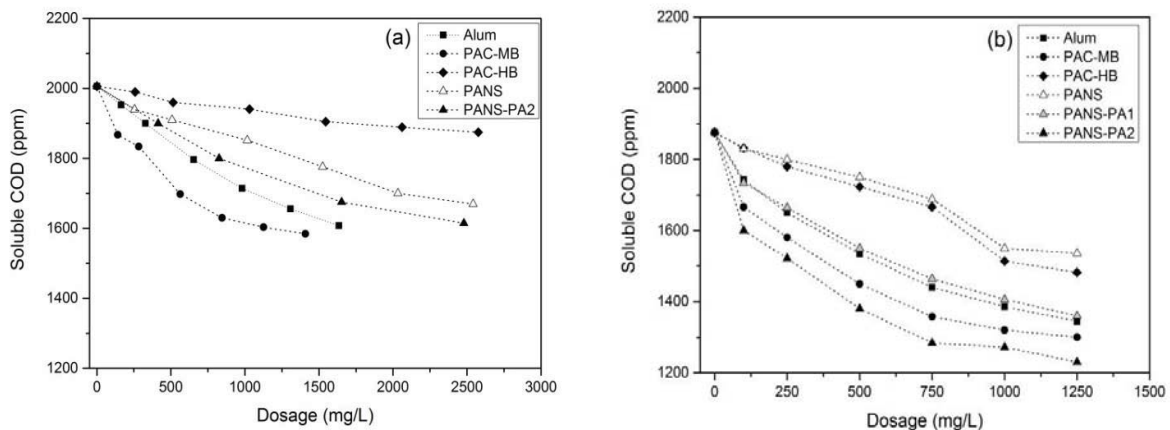 2200
2000
1800
1600
1400
1200
Soluble COD (ppm)
0 500 1000 1500 2000 2500 3000
Dosage (mg/L)
(a)
Alum
PAC-MB
PAC-HB
PANS
PANS-PA2
2200
2000
1800
1600
1400
1200
Soluble COD (ppm)
0 250 500 750 1000 1250
Dosage (mg/L)
(b)
Alum
PAC-MB
PAC-HB
PANS
PANS-PA1
PANS-PA2